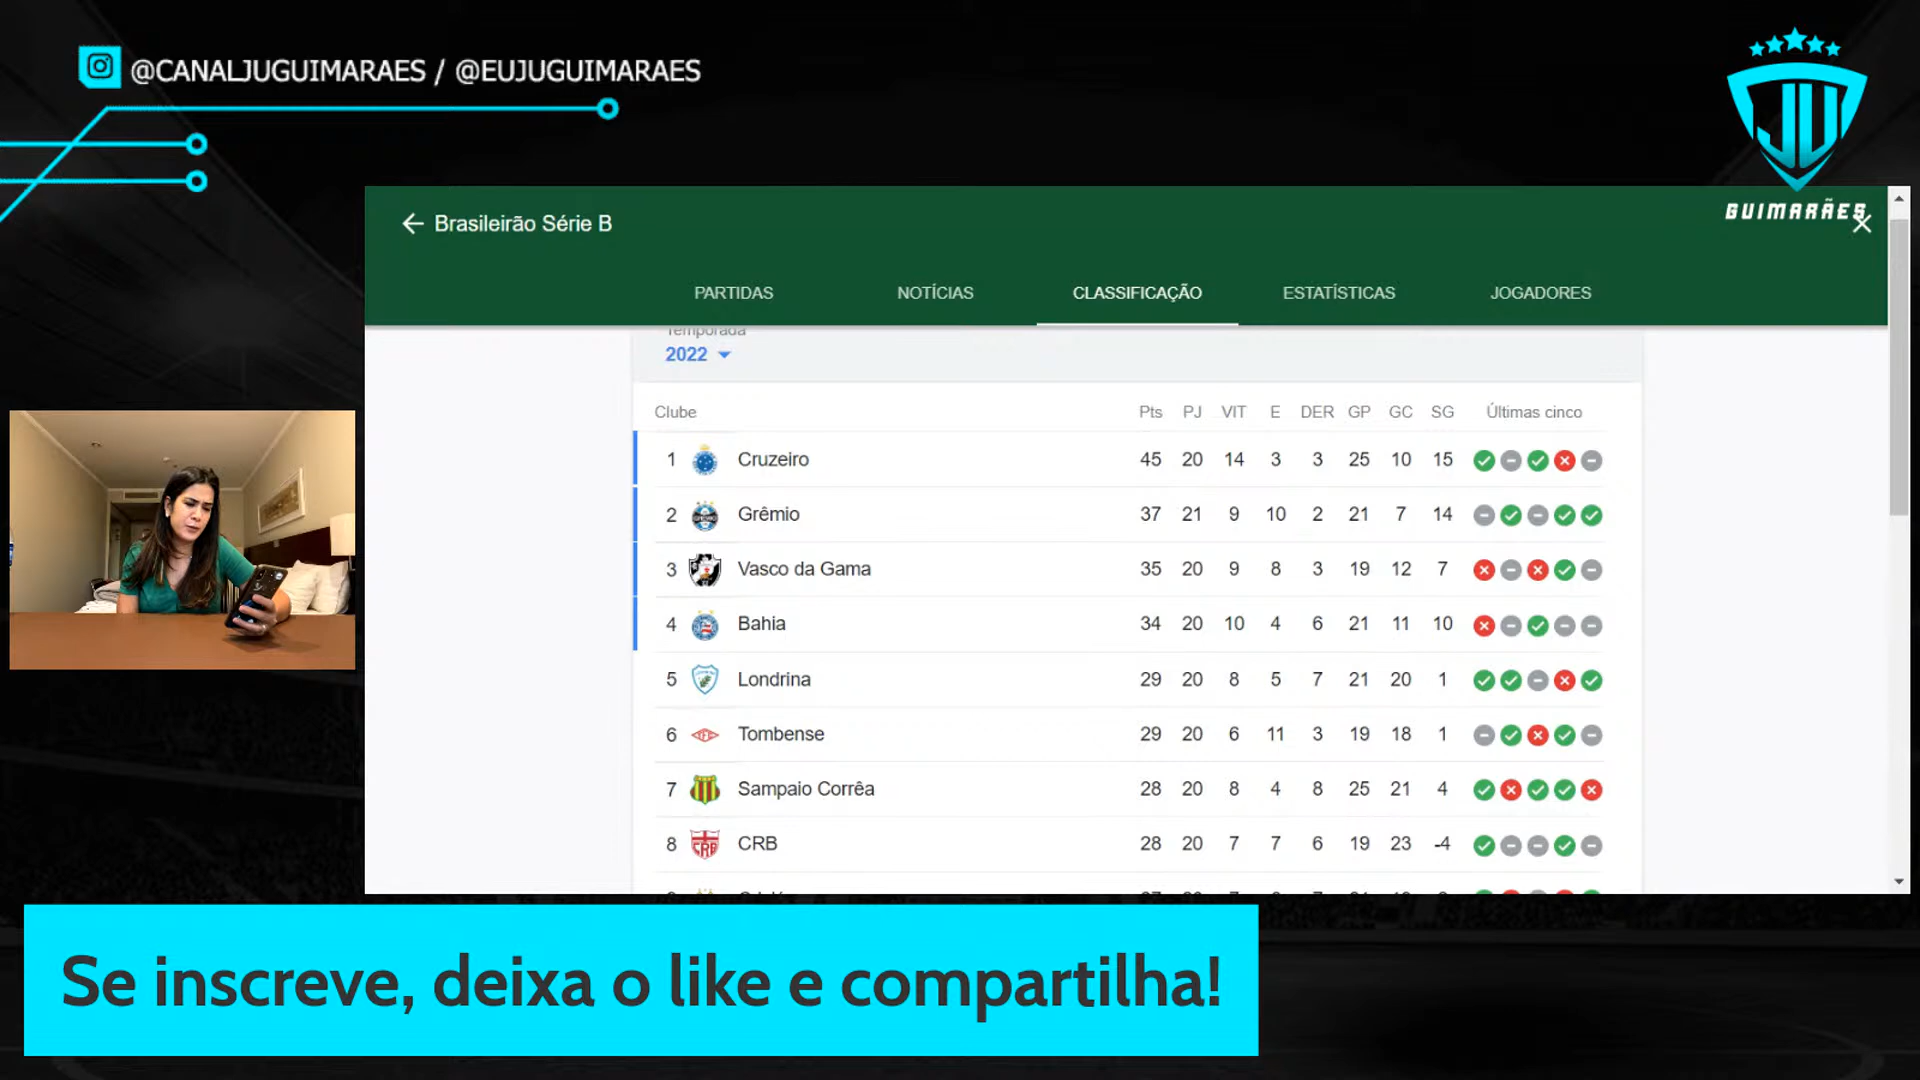 @CANALJUGUIMARAES / @EUJUGUIMARAES
JU
GUIMARÃES
Brasileirão Série B
PARTIDAS NOTÍCIAS CLASSIFICAÇÃO ESTATÍSTICAS JOGADORES
Temporada
2022
Clube Pts PJ VIT E DER GP GC SG Últimas cinco
1 Cruzeiro 45 20 14 3 3 25 10 15
2 Grêmio 37 21 9 10 2 21 7 14
3 Vasco da Gama 35 20 9 8 3 19 12 7
4 Bahia 34 20 10 4 6 21 11 10
5 Londrina 29 20 8 5 7 21 20 1
6 Tombense 29 20 6 11 3 19 18 1
7 Sampaio Corrêa 28 20 8 4 8 25 21 4
8 CRB 28 20 7 7 6 19 23 -4
Se inscreve, deixa o like e compartilha!